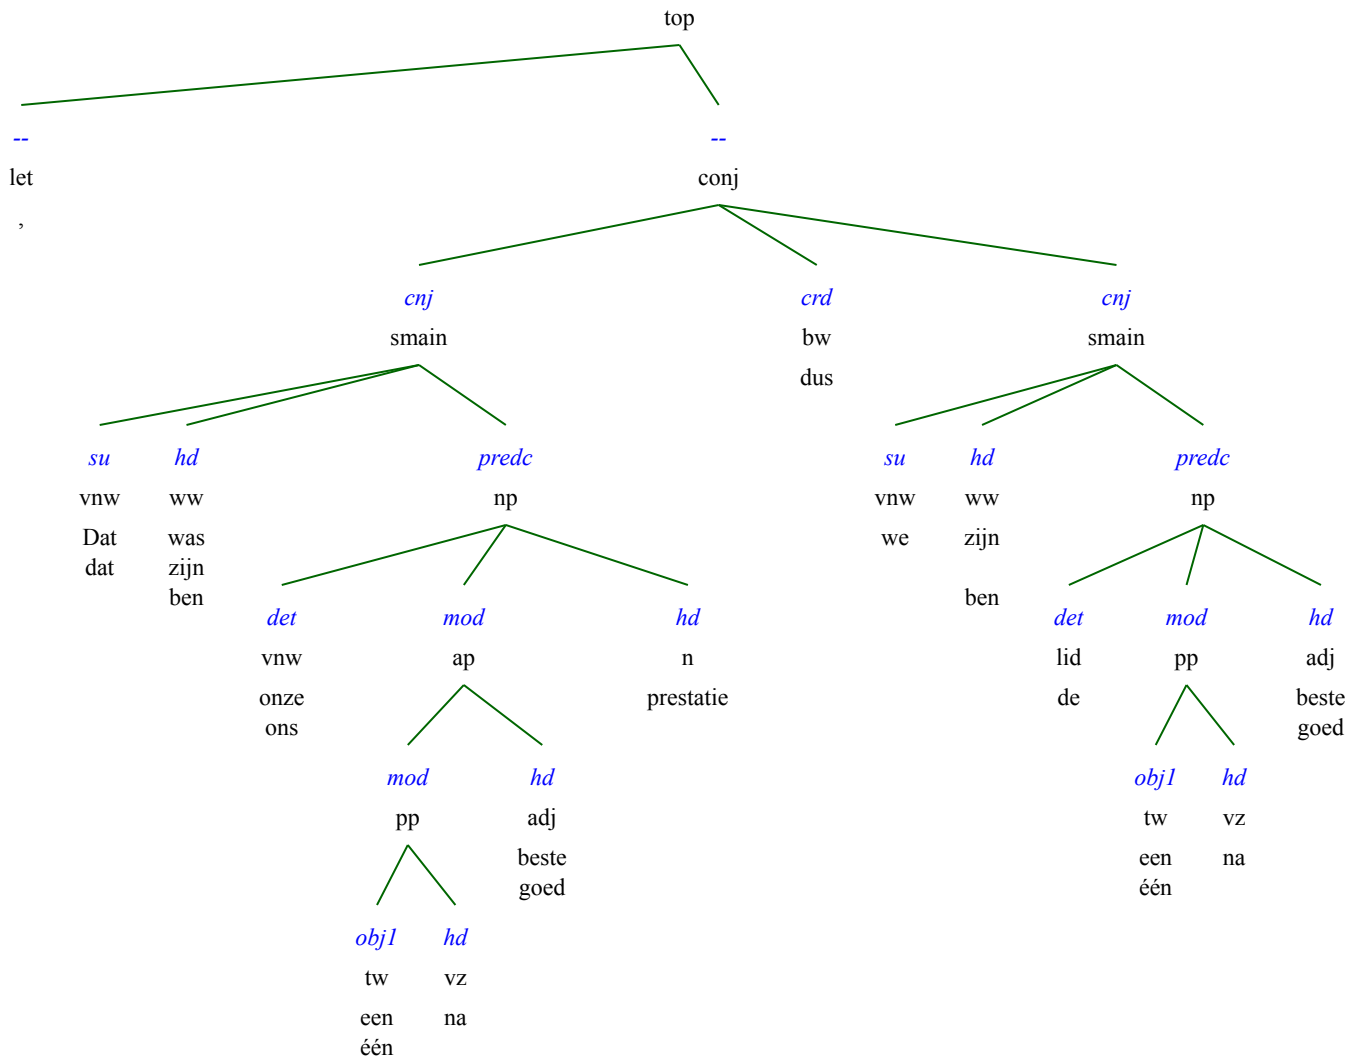 top
-- --
let conj
,
cnj crd cnj
smain bw smain
dus
su hd predc su hd predc
vnw ww np vnw ww np
Dat was we zijn
dat zijn
ben ben
det mod hd det mod hd
vnw ap n lid pp adj
onze prestatie de beste
ons goed
mod hd obj1 hd
pp adj tw vz
beste een na
goed één
obj1 hd
tw vz
een na
één